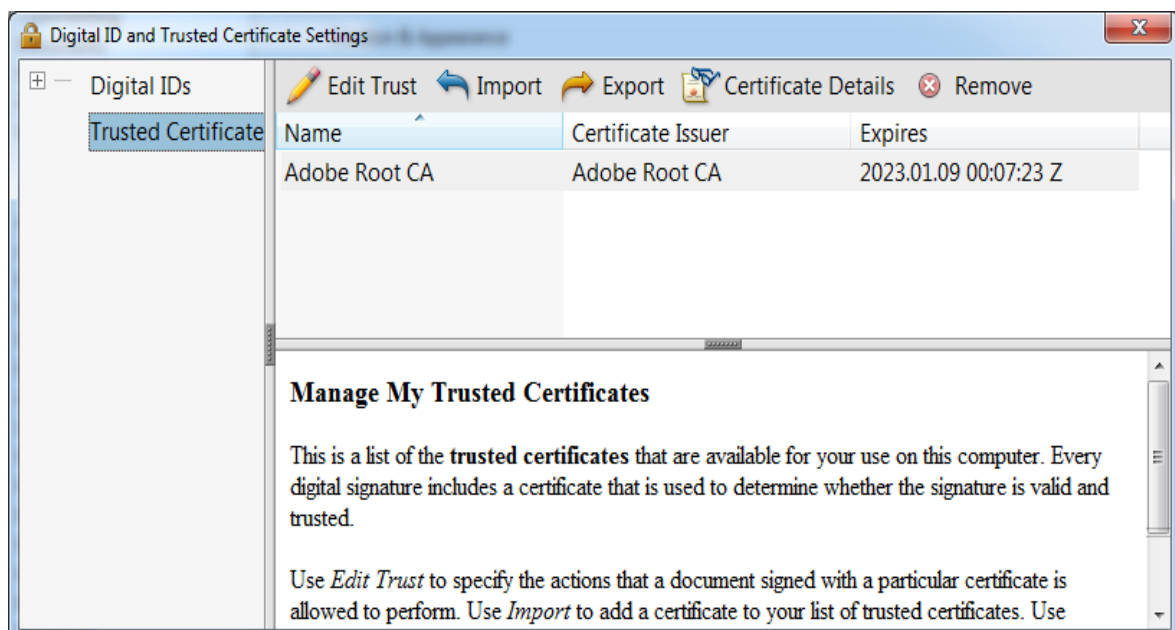 Digital ID and Trusted Certificate Settings
Digital IDs
Trusted Certificate
Edit Trust Import Export Certificate Details Remove
Name Certificate Issuer Expires
Adobe Root CA Adobe Root CA 2023.01.09 00:07:23 Z
Manage My Trusted Certificates
This is a list of the trusted certificates that are available for your use on this computer. Every
digital signature includes a certificate that is used to determine whether the signature is valid and
trusted.
Use Edit Trust to specify the actions that a document signed with a particular certificate is
allowed to perform. Use Import to add a certificate to your list of trusted certificates. Use